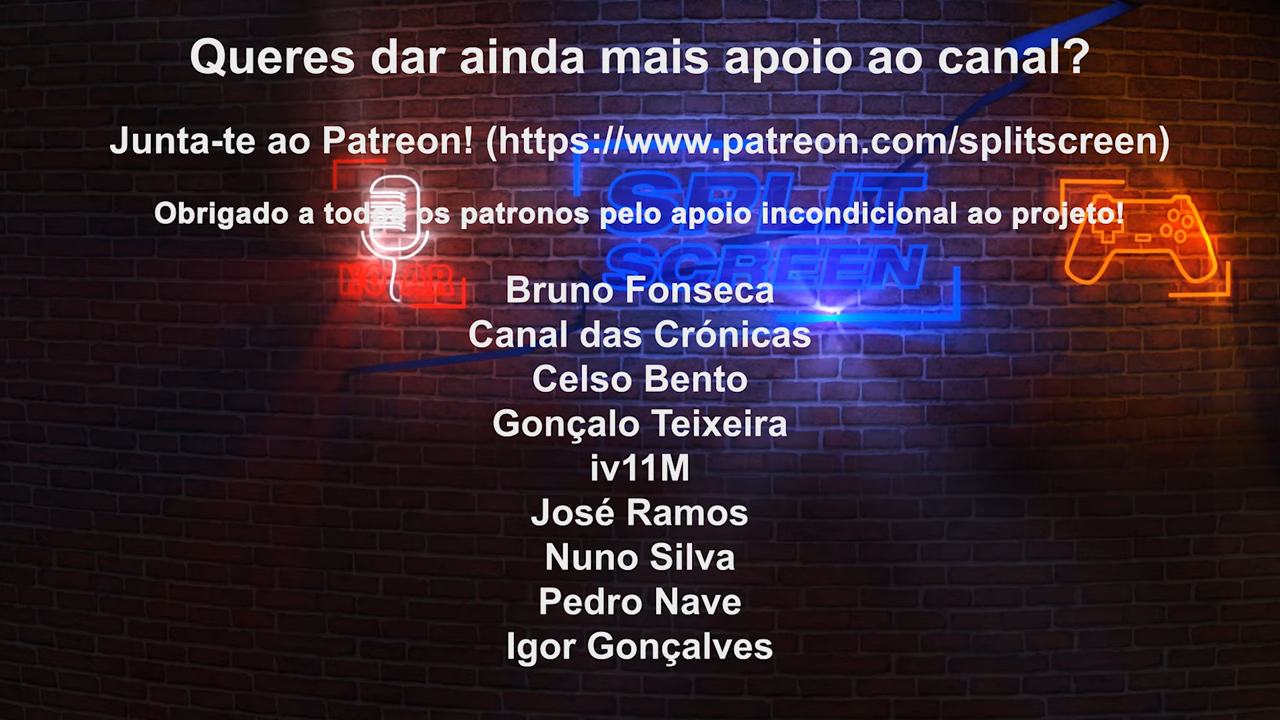 Queres dar ainda mais apoio ao canal?
Junta-te ao Patreon! (https://www.patreon.com/splitscreen)
Obrigado a todos os patronos pelo apoio incondicional ao projeto!
SPLIT
SCREEN
Bruno Fonseca
Canal das Crónicas
Celso Bento
Gonçalo Teixeira
iv11M
José Ramos
Nuno Silva
Pedro Nave
Igor Gonçalves